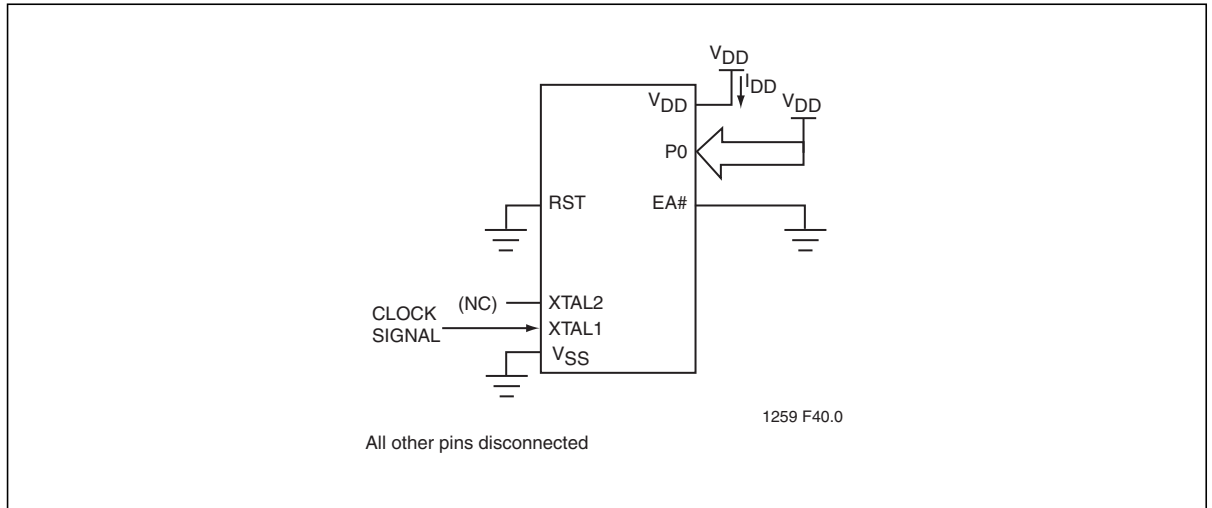 VDD
IDD
VDD
VDD
P0
RST
EA#
(NC)
XTAL2
CLOCK
SIGNAL
XTAL1
VSS
1259 F40.0
All other pins disconnected